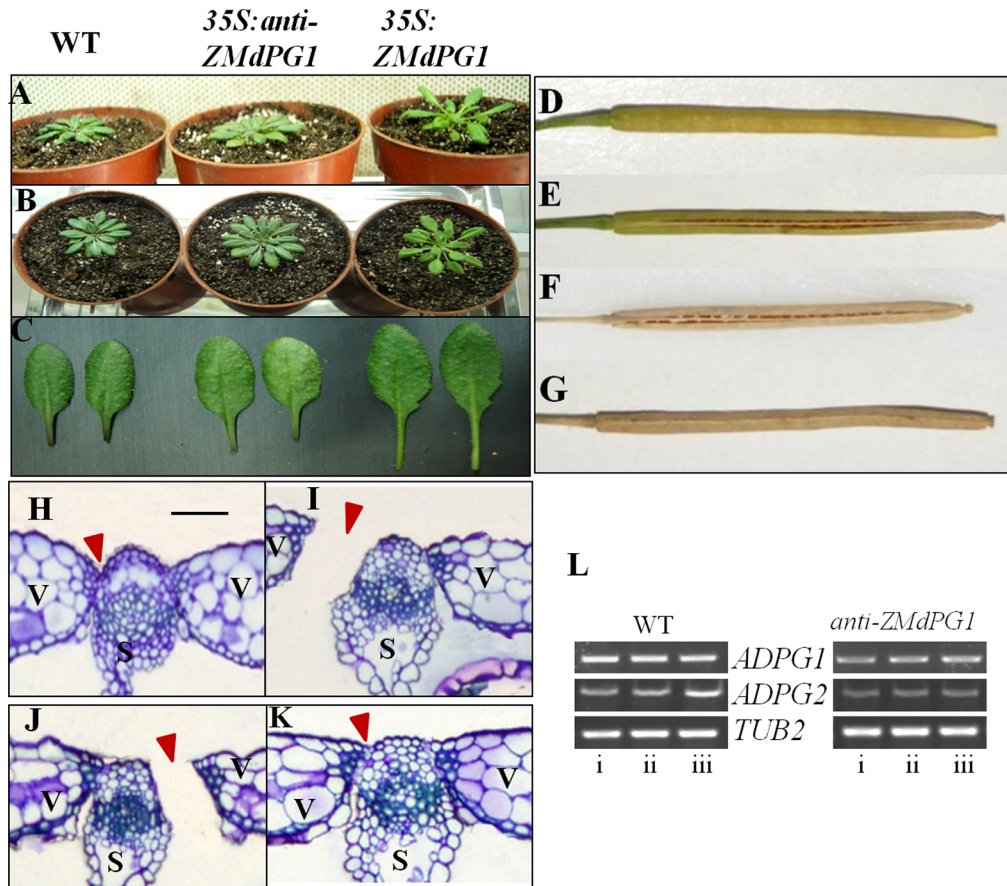 WT
35S:anti-
ZMdPG1
35S:
ZMdPG1
A
B
C
D
E
F
G
H
I
V
V
S
V
V
S
J
K
V
V
S
V
V
S
L
WT
anti-ZMdPG1
ADPG1
ADPG2
TUB2
i ii iii
i ii iii